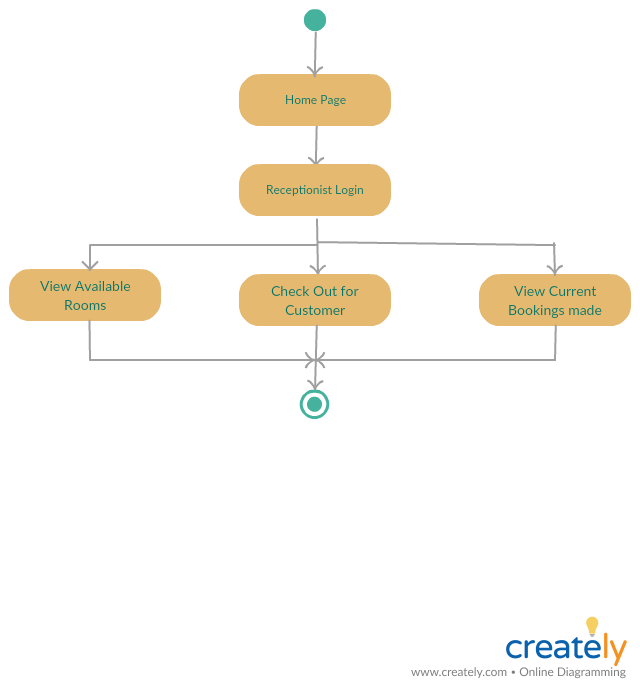 Home Page
Receptionist Login
View Available
Rooms
Check Out for
Customer
View Current
Bookings made
creately
www.creately.com • Online Diagramming